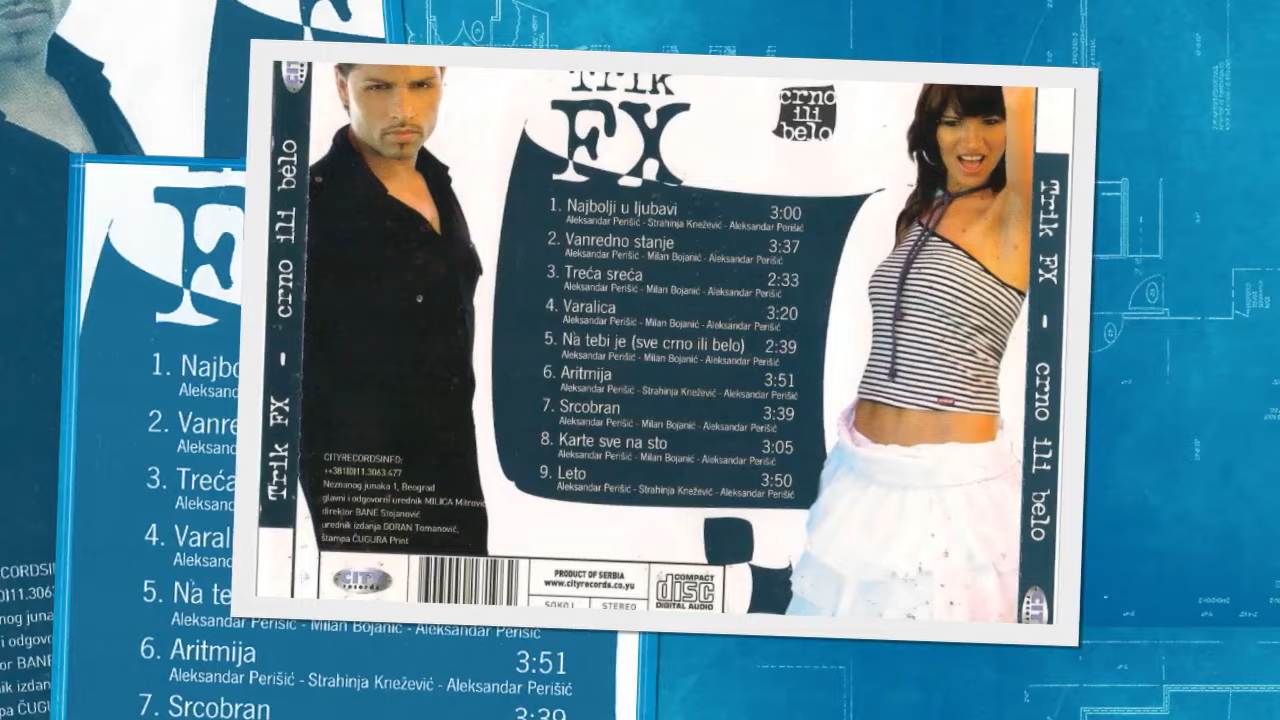 Trik
FX
crno
ili
belo
Trik FX - crno ili belo
1. Najbolji u ljubavi 3:00
Aleksandar Perišić - Strahinja Knežević - Aleksandar Perišić
2. Vanredno stanje 3:37
Aleksandar Perišić - Milan Bojanić - Aleksandar Perišić
3. Treća sreća 2:33
Aleksandar Perišić - Milan Bojanić - Aleksandar Perišić
4. Varalica 3:20
Aleksandar Perišić - Milan Bojanić - Aleksandar Perišić
5. Na tebi je (sve crno ili belo) 2:39
Aleksandar Perišić - Milan Bojanić - Aleksandar Perišić
6. Aritmija 3:51
Aleksandar Perišić - Strahinja Knežević - Aleksandar Perišić
7. Srcobran 3:39
Aleksandar Perišić - Milan Bojanić - Aleksandar Perišić
8. Karte sve na sto 3:05
Aleksandar Perišić - Milan Bojanić - Aleksandar Perišić
9. Leto 3:50
Aleksandar Perišić - Strahinja Knežević - Aleksandar Perišić
Trik FX - crno ili belo
CITYRECORDSINFO:
++381(0)11.3063.477
Neznanog junaka 1, Beograd
glavni i odgovorni urednik MILICA Mitrović
direktor BANE Stojanović
urednik izdanja GORAN Tomanović,
štampa ČUGURA Print
CITY
PRODUCT OF SERBIA
www.cityrecords.co.yu
SOKOJ
STEREO
COMPACT
disc
DIGITAL AUDIO
CITY
1. Najbo
Aleksand
2. Vanre
Aleksand
3. Treća
Aleksand
4. Varali
Aleksand
5. Na te
Aleksandar Perišić - Milan Bojanić - Aleksandar Perišić
6. Aritmija 3:51
Aleksandar Perišić - Strahinja Knežević - Aleksandar Perišić
7. Srcobran 3:39